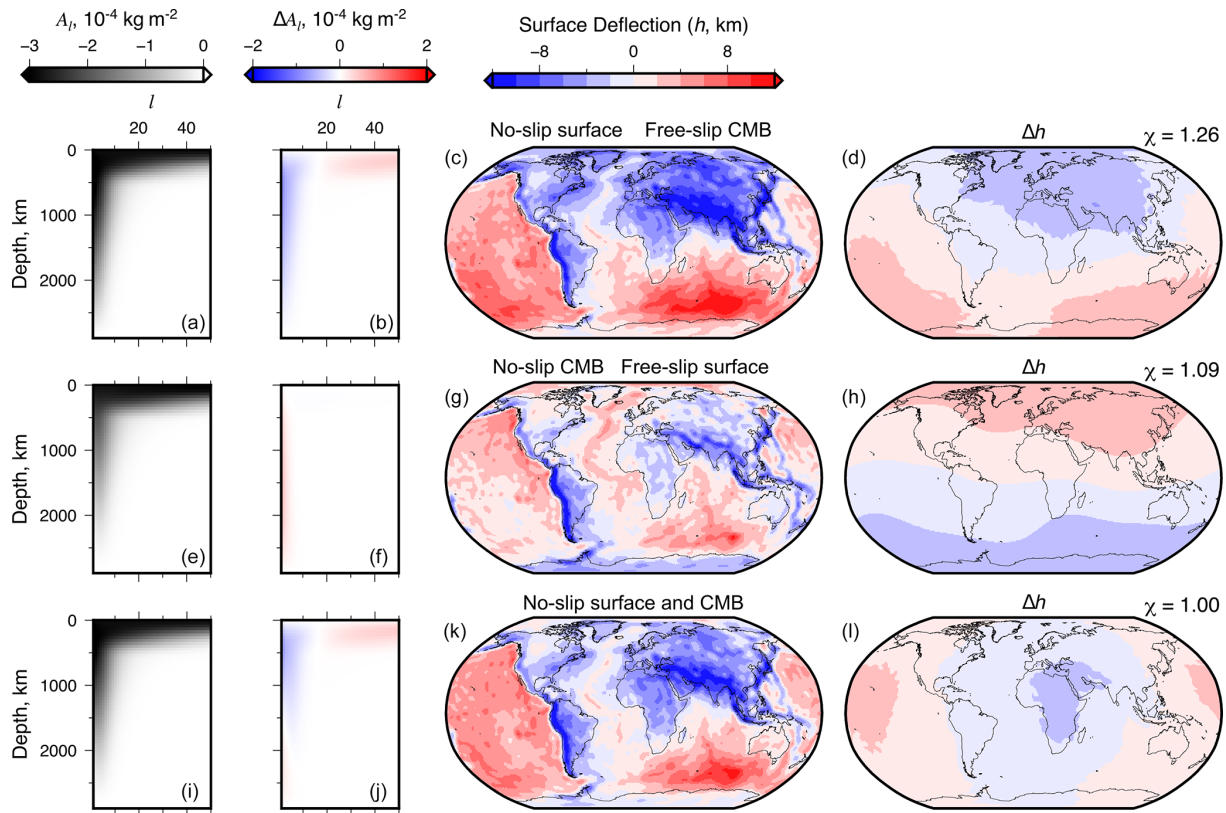 A_l, 10^-4 kg m^-2
ΔA_l, 10^-4 kg m^-2
Surface Deflection (h, km)
−3 −2 −1 0
−2 0 2
−8 0 8
l
l
20 40
20 40
No-slip surface Free-slip CMB
Δh
χ = 1.26
0
1000
2000
Depth, km
(a)
(b)
(c)
(d)
No-slip CMB Free-slip surface
Δh
χ = 1.09
0
1000
2000
Depth, km
(e)
(f)
(g)
(h)
No-slip surface and CMB
Δh
χ = 1.00
0
1000
2000
Depth, km
(i)
(j)
(k)
(l)